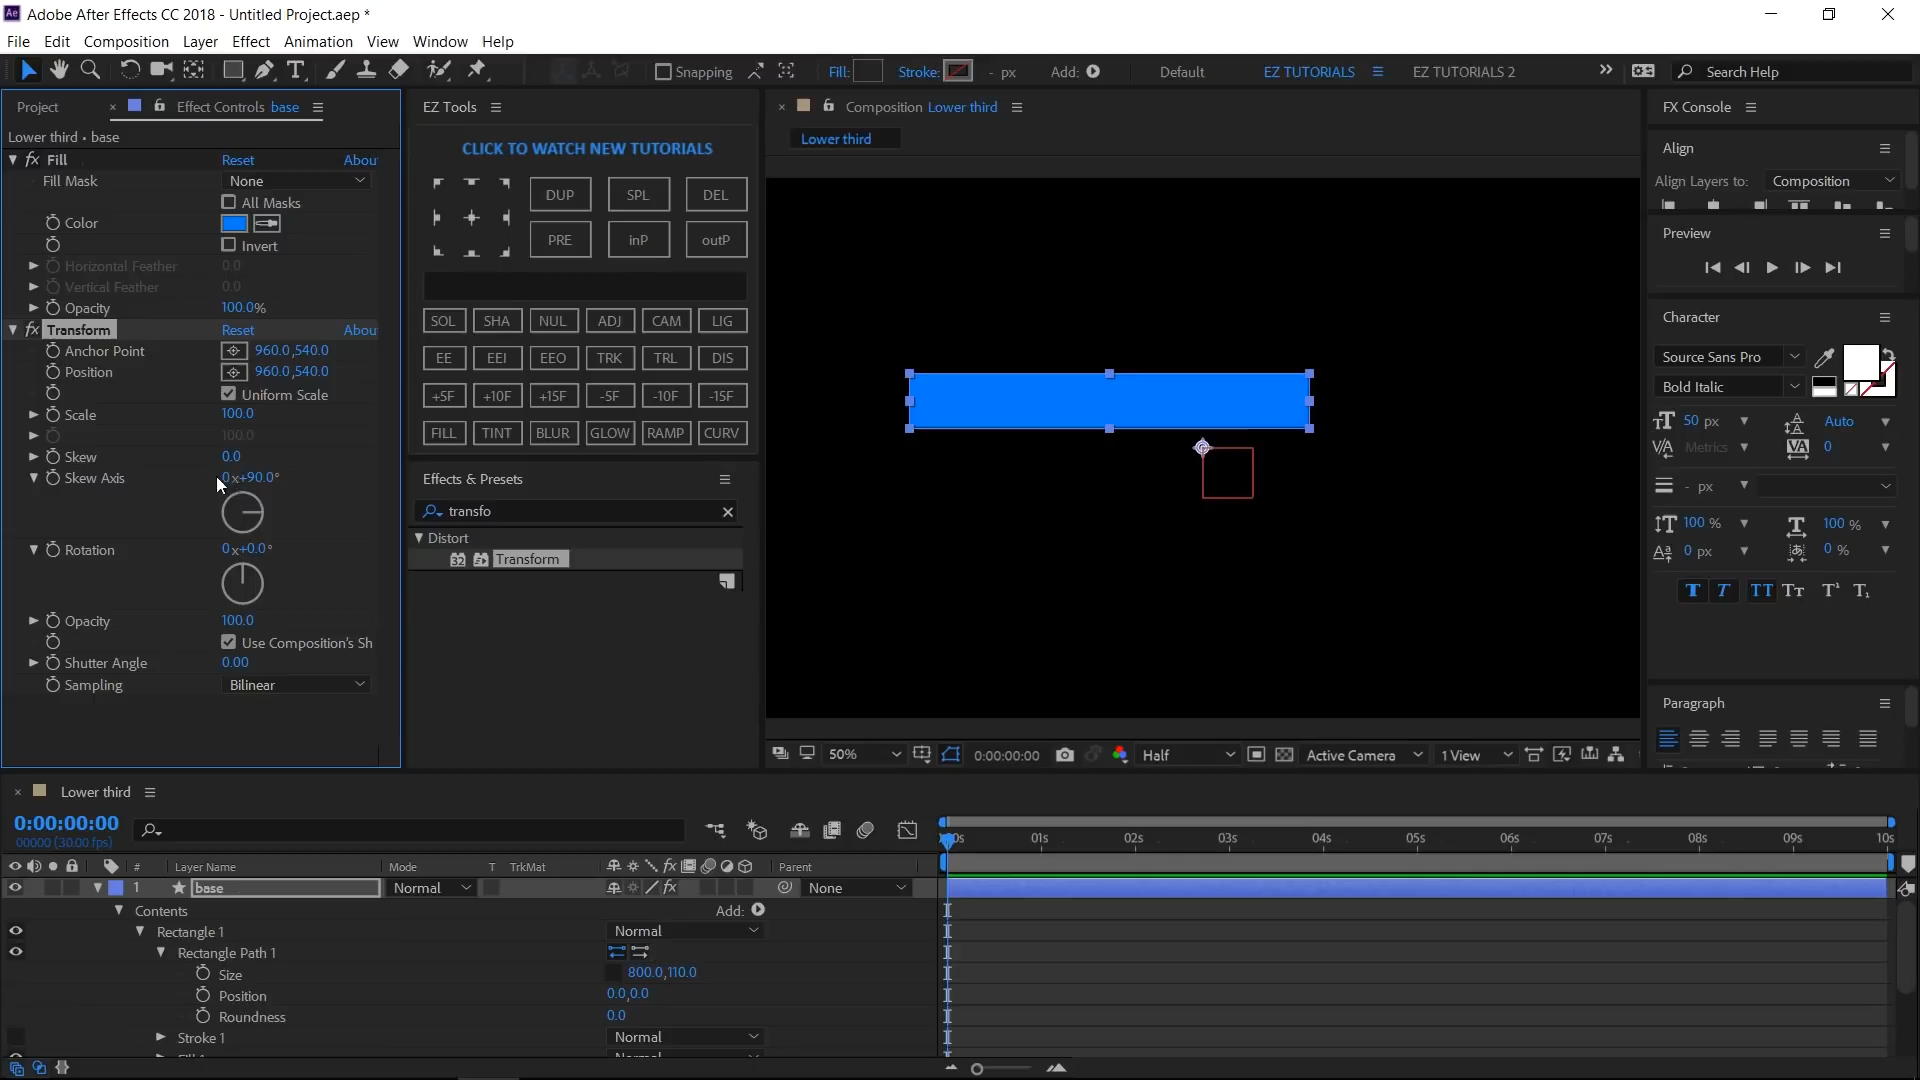 Adobe After Effects CC 2018 - Untitled Project.aep *
File Edit Composition Layer Effect Animation View Window Help
Snapping Fill: Stroke: - px Add: Default EZ TUTORIALS EZ TUTORIALS 2 Search Help
Project Effect Controls base
Lower third • base
Fill Reset Abou
Fill Mask None
All Masks
Color
Invert
Horizontal Feather 0.0
Vertical Feather 0.0
Opacity 100.0%
Transform Reset Abou
Anchor Point 960.0,540.0
Position 960.0,540.0
Uniform Scale
Scale 100.0
100.0
Skew 0.0
Skew Axis 0x+90.0°
Rotation 0x+0.0°
Opacity 100.0
Use Composition's Sh
Shutter Angle 0.00
Sampling Bilinear
EZ Tools
CLICK TO WATCH NEW TUTORIALS
DUP SPL DEL
PRE inP outP
SOL SHA NUL ADJ CAM LIG
EE EEI EEO TRK TRL DIS
+5F +10F +15F -5F -10F -15F
FILL TINT BLUR GLOW RAMP CURV
Effects & Presets
transfo
Distort
32 Transform
Composition Lower third
Lower third
50% 0:00:00:00 Half Active Camera 1 View
FX Console
Align
Align Layers to: Composition
Preview
Character
Source Sans Pro
Bold Italic
50 px Auto
Metrics 0
- px
100 % 100 %
0 px 0 %
T T TT Tт T¹ T₁
Paragraph
Lower third
0:00:00:00
00000 (30.00 fps)
00s 01s 02s 03s 04s 05s 06s 07s 08s 09s 10s
# Layer Name Mode T TrkMat Parent
1 base Normal None
Contents Add:
Rectangle 1 Normal
Rectangle Path 1
Size 800.0,110.0
Position 0.0,0.0
Roundness 0.0
Stroke 1 Normal